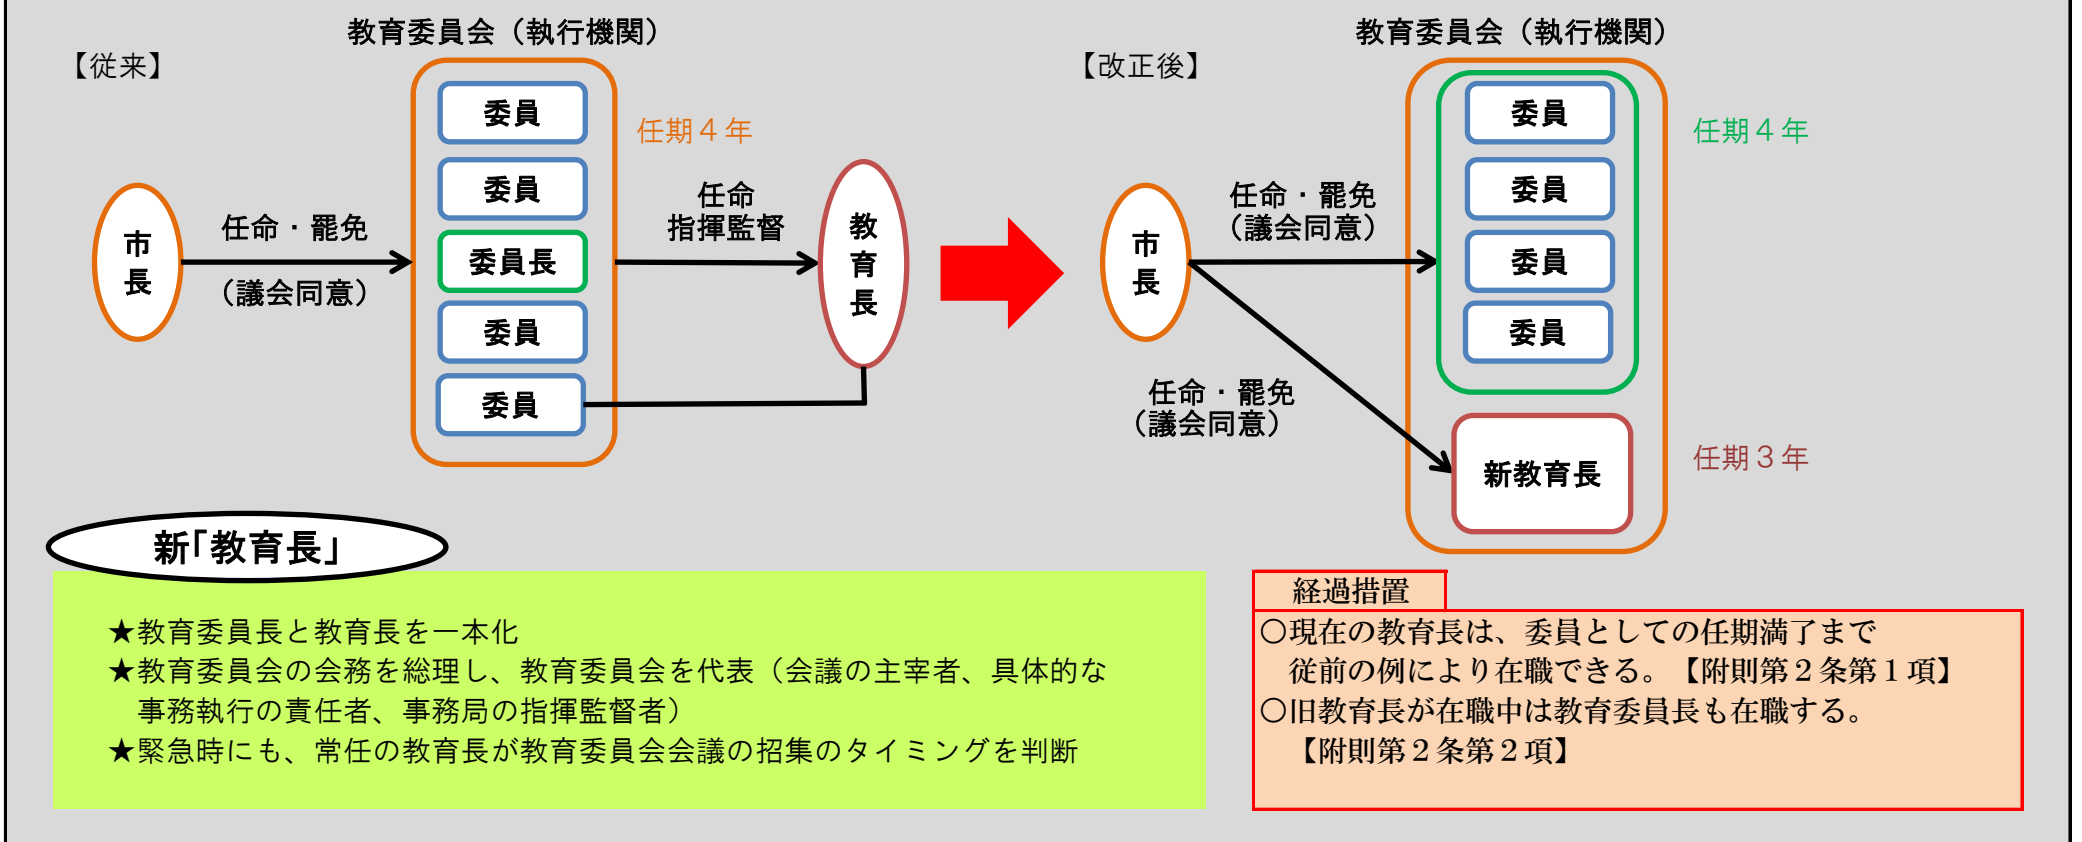 教育委員会（執行機関）
【従来】
委員
委員
委員長
委員
委員
任期４年
市長
任命・罷免
（議会同意）
任命
指揮監督
教育長
教育委員会（執行機関）
【改正後】
委員
委員
委員
委員
新教育長
任期４年
任期３年
市長
任命・罷免
（議会同意）
任命・罷免
（議会同意）
新「教育長」
★教育委員長と教育長を一本化
★教育委員会の会務を総理し、教育委員会を代表（会議の主宰者、具体的な
事務執行の責任者、事務局の指揮監督者）
★緊急時にも、常任の教育長が教育委員会会議の招集のタイミングを判断
経過措置
〇現在の教育長は、委員としての任期満了まで
従前の例により在職できる。【附則第２条第１項】
〇旧教育長が在職中は教育委員長も在職する。
【附則第２条第２項】